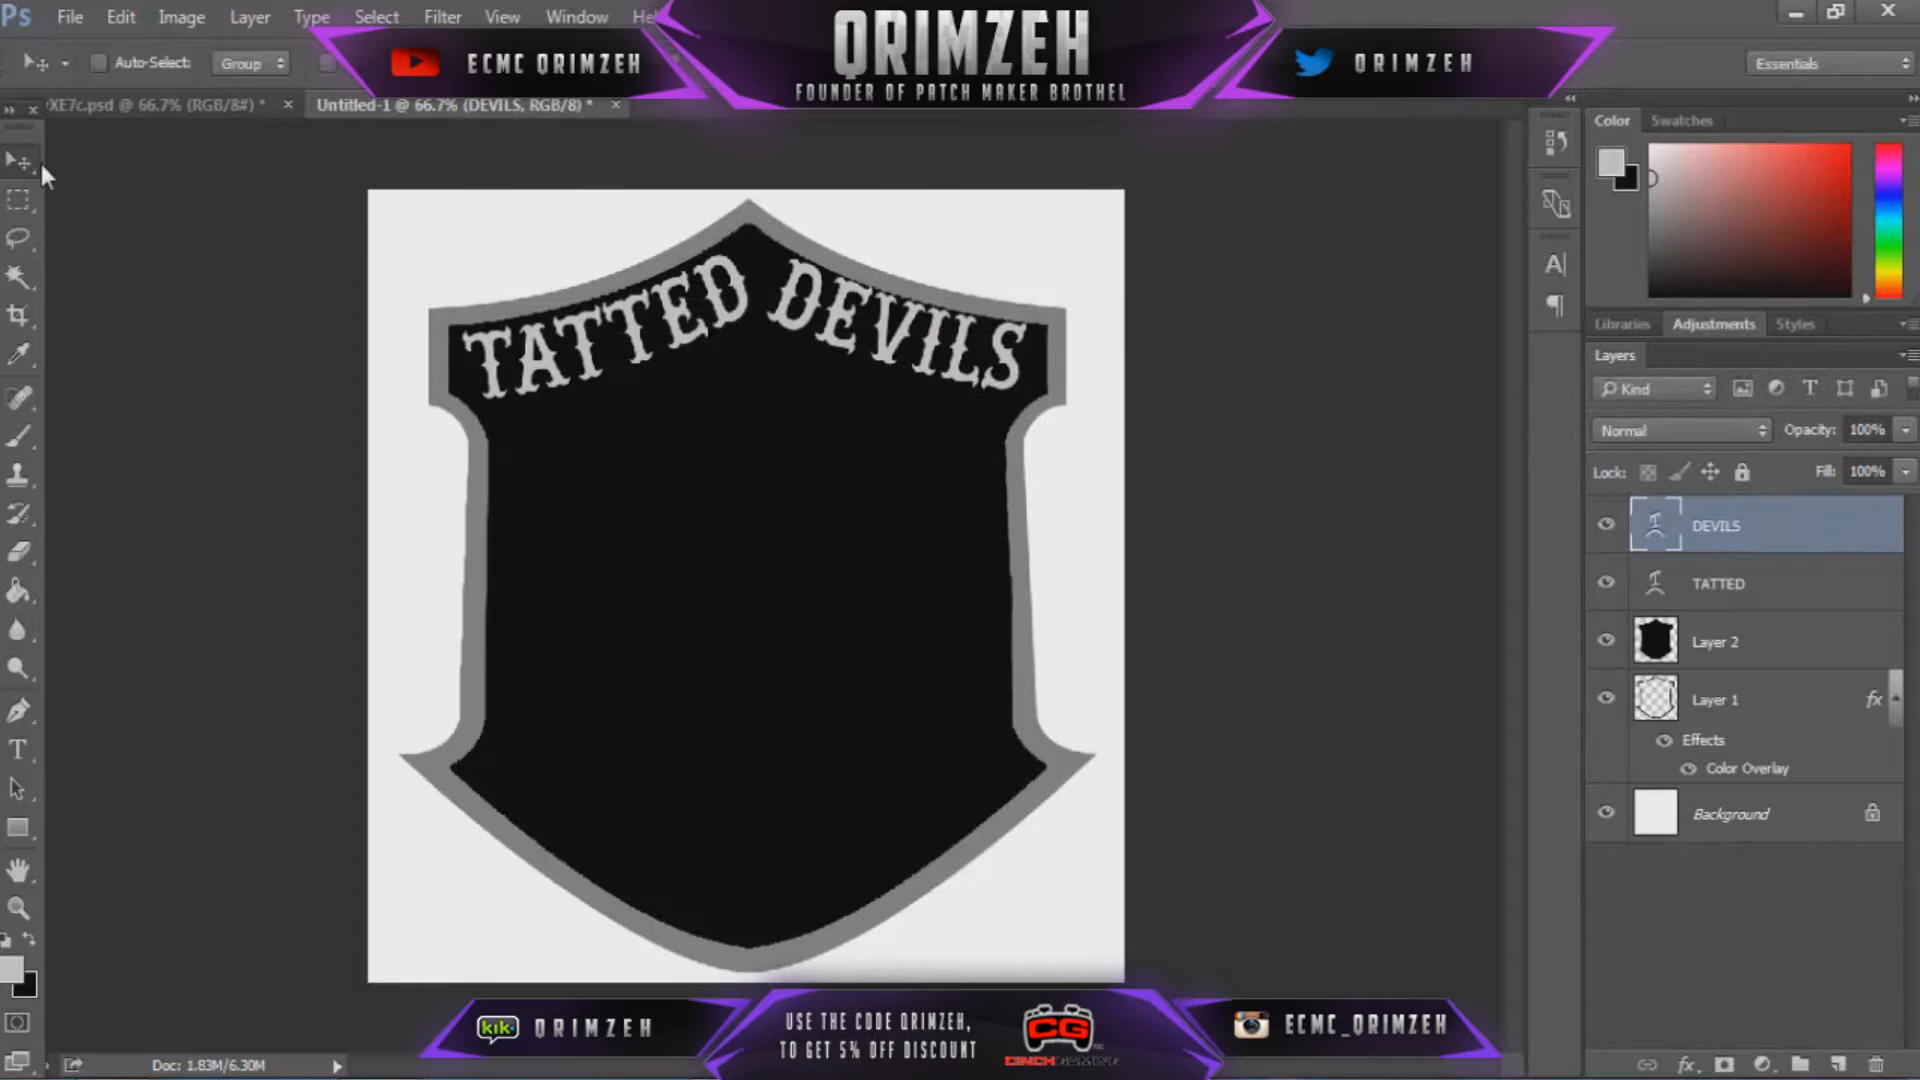 Ps File Edit Image Layer Type Select Filter View Window
Auto-Select: Group
ECMC QRIMZEH
QRIMZEH
FOUNDER OF PATCH MAKER BROTHEL
QRIMZEH
Essentials
XE7c.psd @ 66.7% (RGB/8#) *
Untitled-1 @ 66.7% (DEVILS, RGB/8) *
Color Swatches
TATTED DEVILS
Libraries Adjustments Styles
Layers
Kind
Normal Opacity: 100%
Lock: Fill: 100%
DEVILS
TATTED
Layer 2
Layer 1 fx
Effects
Color Overlay
Background
kik QRIMZEH
USE THE CODE QRIMZEH,
TO GET 5% OFF DISCOUNT
CG
CINCHGAMING
ECMC_QRIMZEH
Doc: 1.83M/6.30M
fx